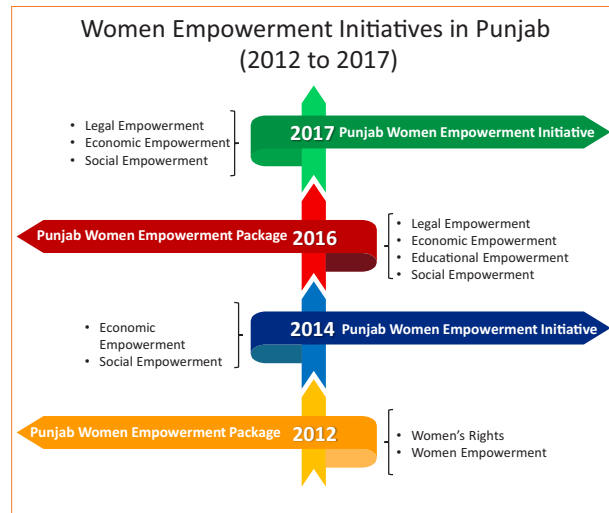 Women Empowerment Initiatives in Punjab
(2012 to 2017)
• Legal Empowerment
• Economic Empowerment
• Social Empowerment
2017 Punjab Women Empowerment Initiative
Punjab Women Empowerment Package 2016
• Legal Empowerment
• Economic Empowerment
• Educational Empowerment
• Social Empowerment
• Economic
Empowerment
• Social Empowerment
2014 Punjab Women Empowerment Initiative
Punjab Women Empowerment Package 2012
• Women's Rights
• Women Empowerment